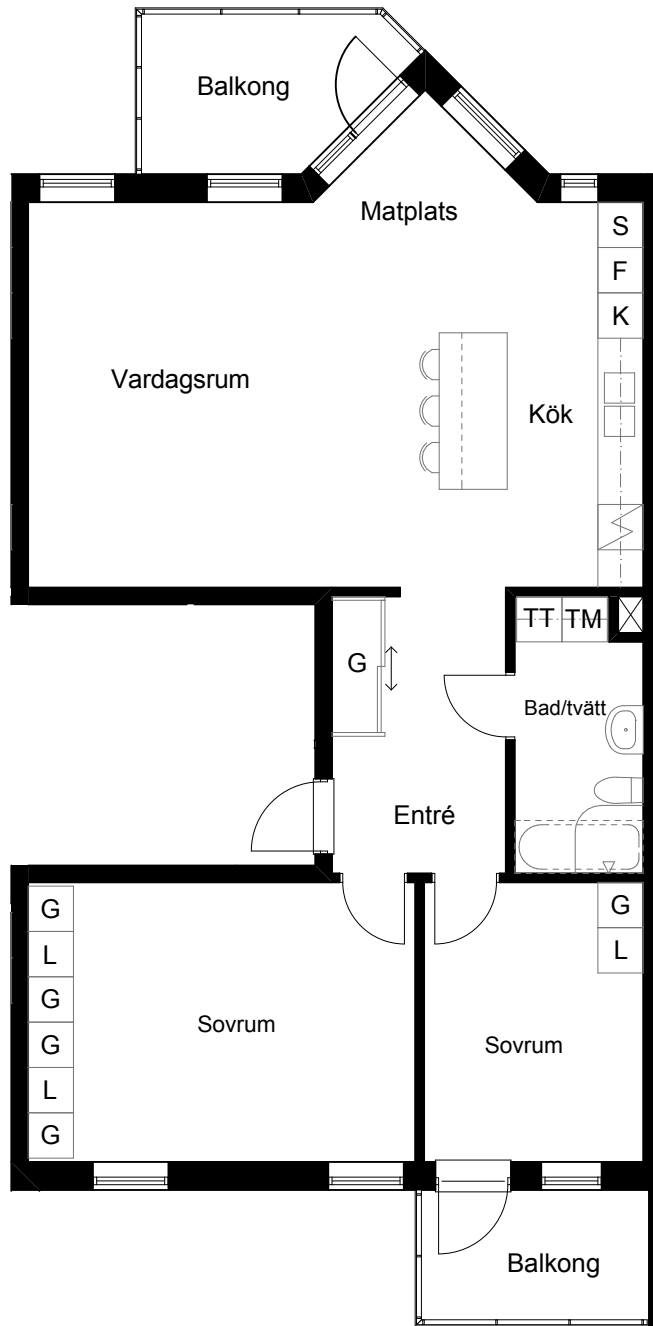 Balkong
Matplats
S
F
K
Vardagsrum
Kök
TT TM
G
Bad/tvätt
Entré
G
L
G
G
L
G
G
L
Sovrum
Sovrum
Balkong